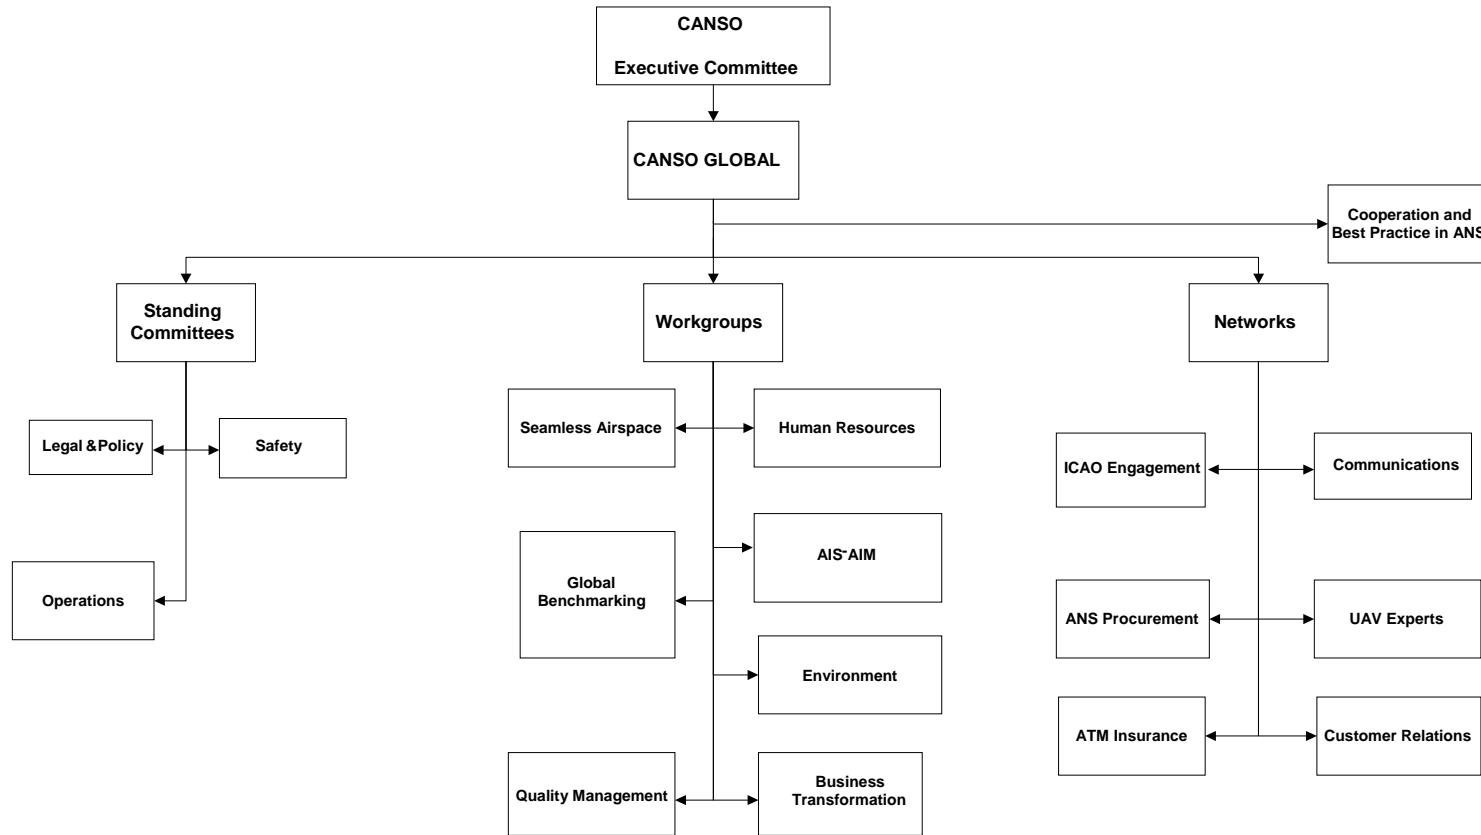 CANSO
Executive Committee
CANSO GLOBAL
Cooperation and
Best Practice in ANS
Standing
Committees
Workgroups
Networks
Seamless Airspace
Human Resources
Legal &Policy
Safety
ICAO Engagement
Communications
AIS-AIM
Global
Benchmarking
Operations
ANS Procurement
UAV Experts
Environment
ATM Insurance
Customer Relations
Quality Management
Business
Transformation